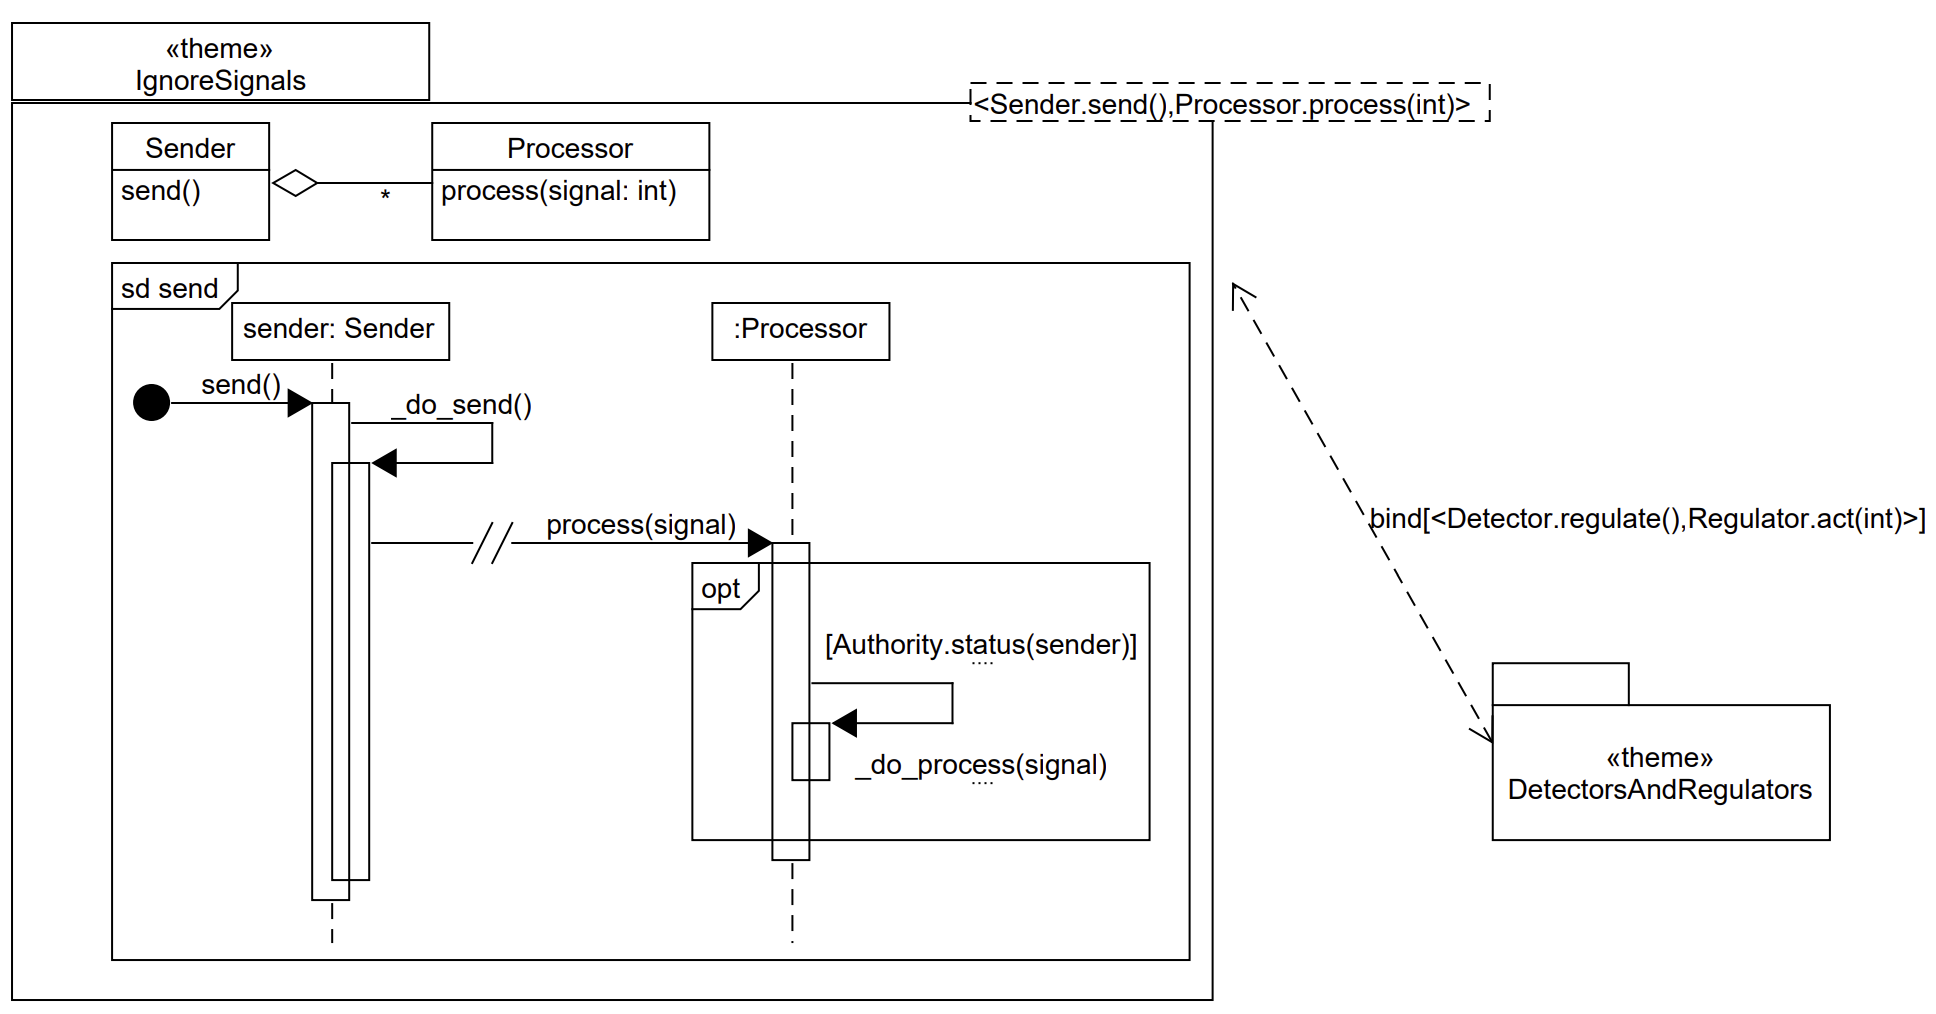 «theme»
IgnoreSignals
<Sender.send(),Processor.process(int)>
Sender
send()
*
Processor
process(signal: int)
sd send
sender: Sender
:Processor
send()
_do_send()
process(signal)
opt
[Authority.status(sender)]
_do_process(signal)
bind[<Detector.regulate(),Regulator.act(int)>]
«theme»
DetectorsAndRegulators